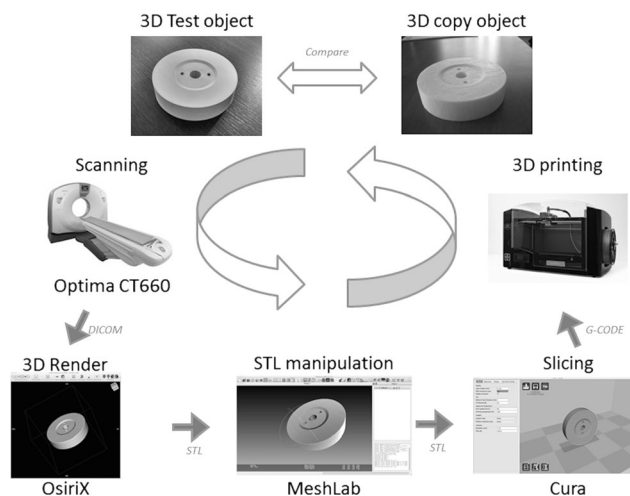 3D Test object
3D copy object
Compare
Scanning
3D printing
Optima CT660
DICOM
G-CODE
3D Render
STL manipulation
Slicing
STL
STL
OsiriX
MeshLab
Cura